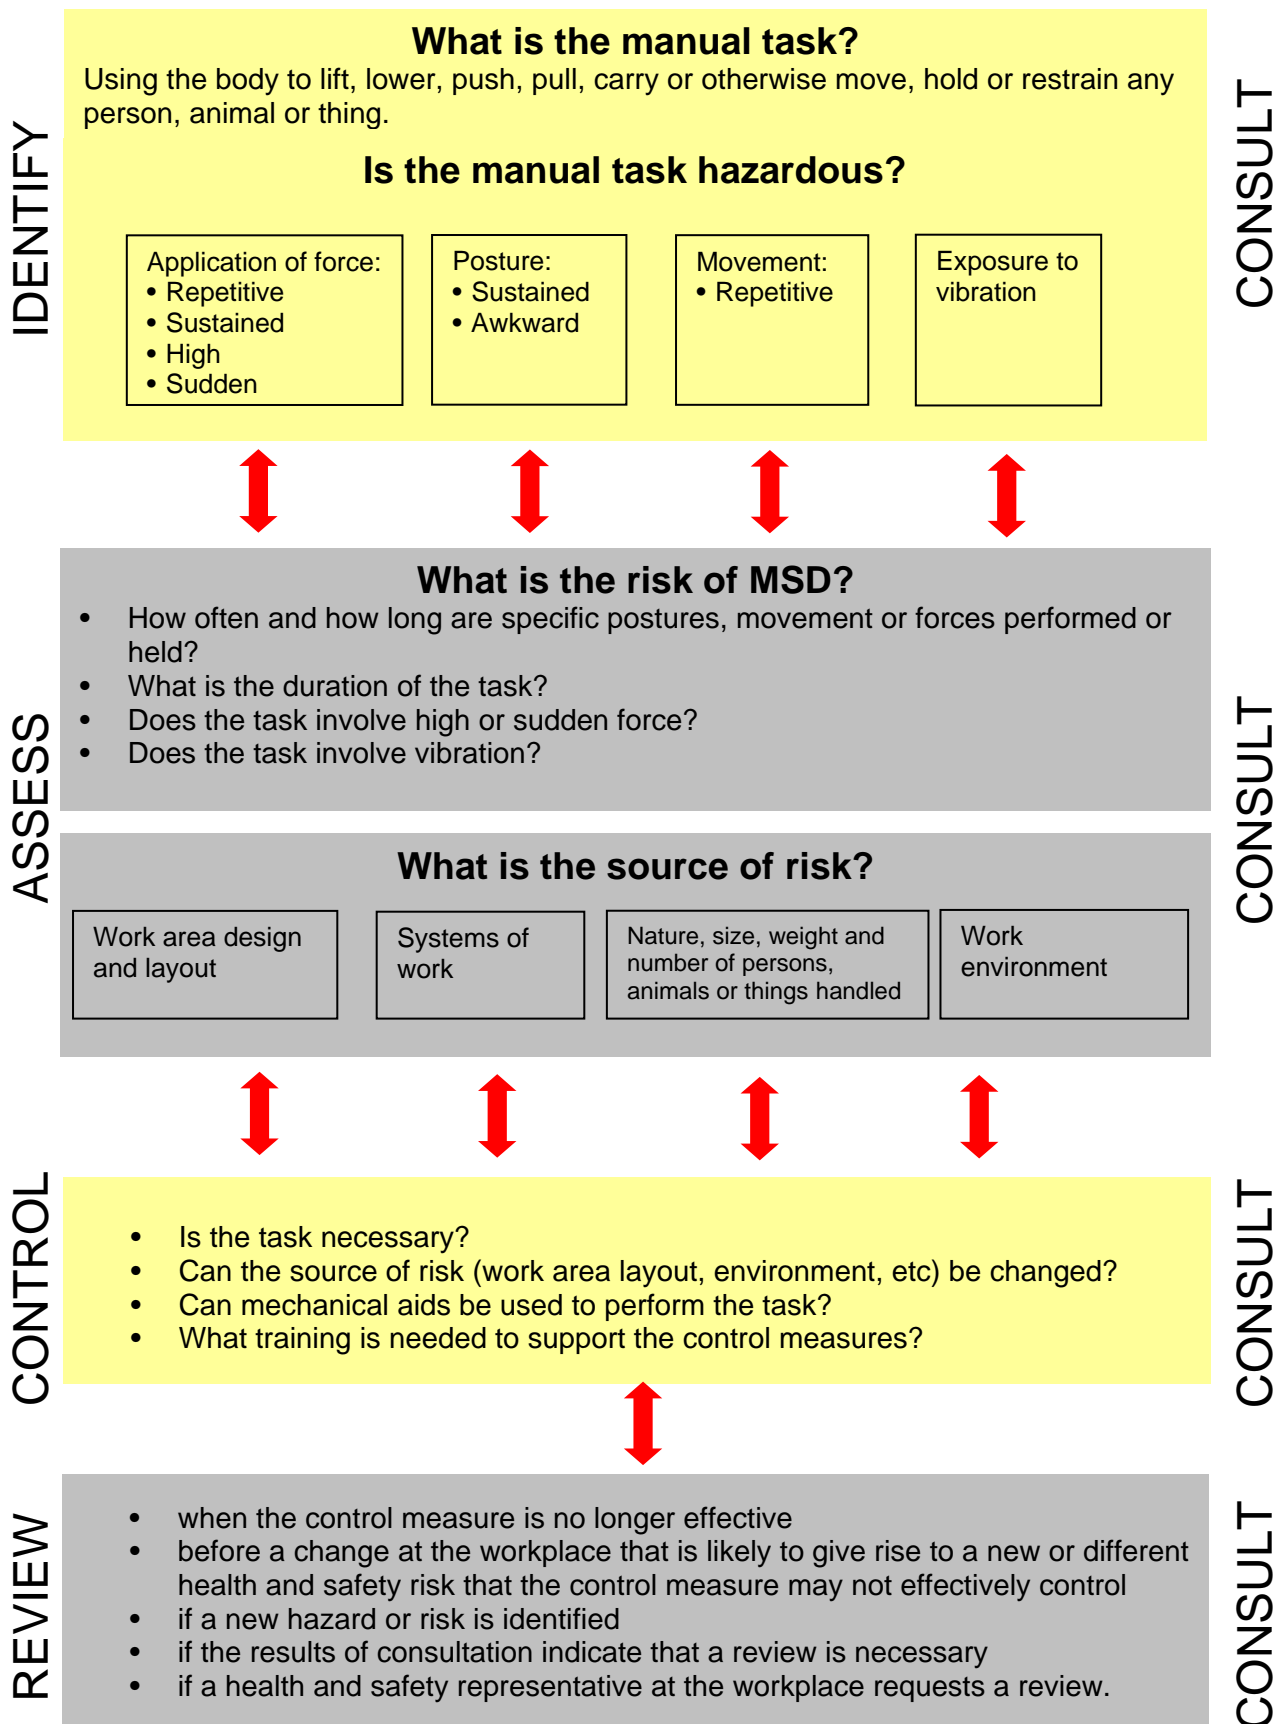 What is the manual task?
Using the body to lift, lower, push, pull, carry or otherwise move, hold or restrain any
person, animal or thing.
Is the manual task hazardous?
IDENTIFY
CONSULT
Application of force:
• Repetitive
• Sustained
• High
• Sudden
Posture:
• Sustained
• Awkward
Movement:
• Repetitive
Exposure to
vibration
What is the risk of MSD?
• How often and how long are specific postures, movement or forces performed or
held?
• What is the duration of the task?
• Does the task involve high or sudden force?
• Does the task involve vibration?
ASSESS
CONSULT
What is the source of risk?
Work area design
and layout
Systems of
work
Nature, size, weight and
number of persons,
animals or things handled
Work
environment
CONTROL
CONSULT
• Is the task necessary?
• Can the source of risk (work area layout, environment, etc) be changed?
• Can mechanical aids be used to perform the task?
• What training is needed to support the control measures?
REVIEW
CONSULT
• when the control measure is no longer effective
• before a change at the workplace that is likely to give rise to a new or different
health and safety risk that the control measure may not effectively control
• if a new hazard or risk is identified
• if the results of consultation indicate that a review is necessary
• if a health and safety representative at the workplace requests a review.